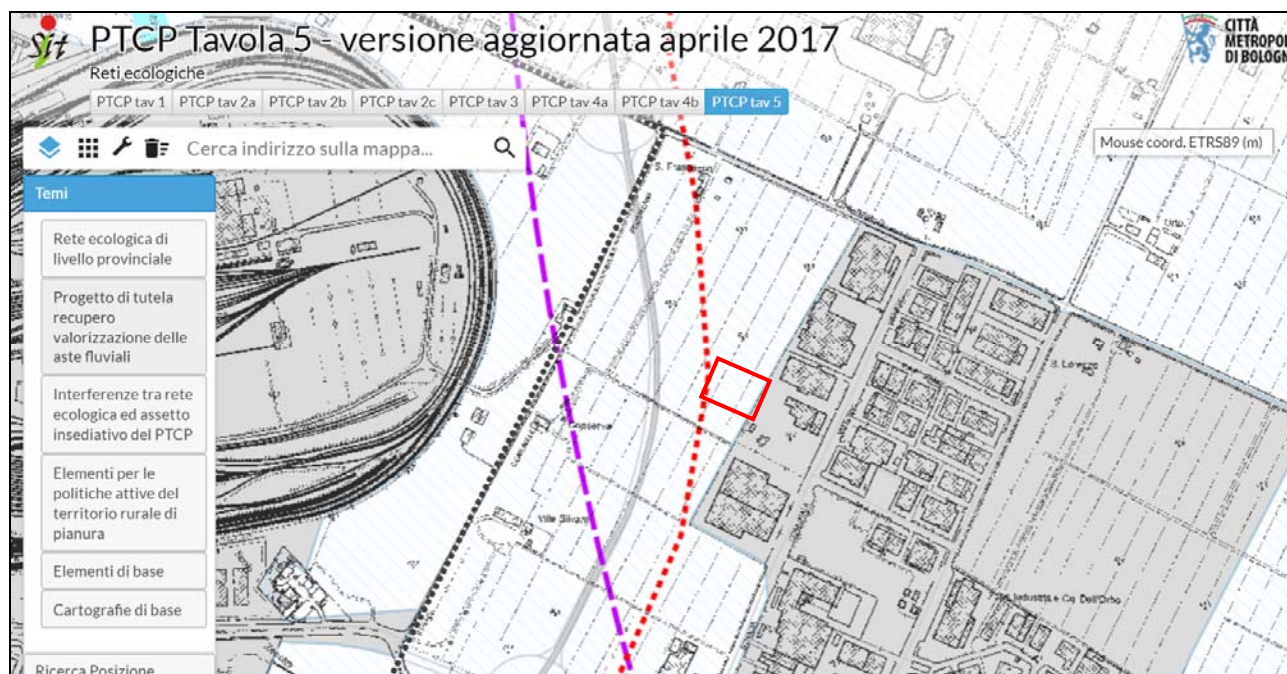 Sit
PTCP Tavola 5 - versione aggiornata aprile 2017
Reti ecologiche
CITTÀ
METROPOL
DI BOLOGN
PTCP tav 1
PTCP tav 2a
PTCP tav 2b
PTCP tav 2c
PTCP tav 3
PTCP tav 4a
PTCP tav 4b
PTCP tav 5
Cerca indirizzo sulla mappa...
Mouse coord. ETRS89 (m)
Temi
Rete ecologica di
livello provinciale
Progetto di tutela
recupero
valorizzazione delle
aste fluviali
Interferenze tra rete
ecologica ed assetto
insediativo del PTCP
Elementi per le
politiche attive del
territorio rurale di
pianura
Elementi di base
Cartografie di base
Ricerca Posizione
S. Lorenzo
Conserva
Villa Silvani